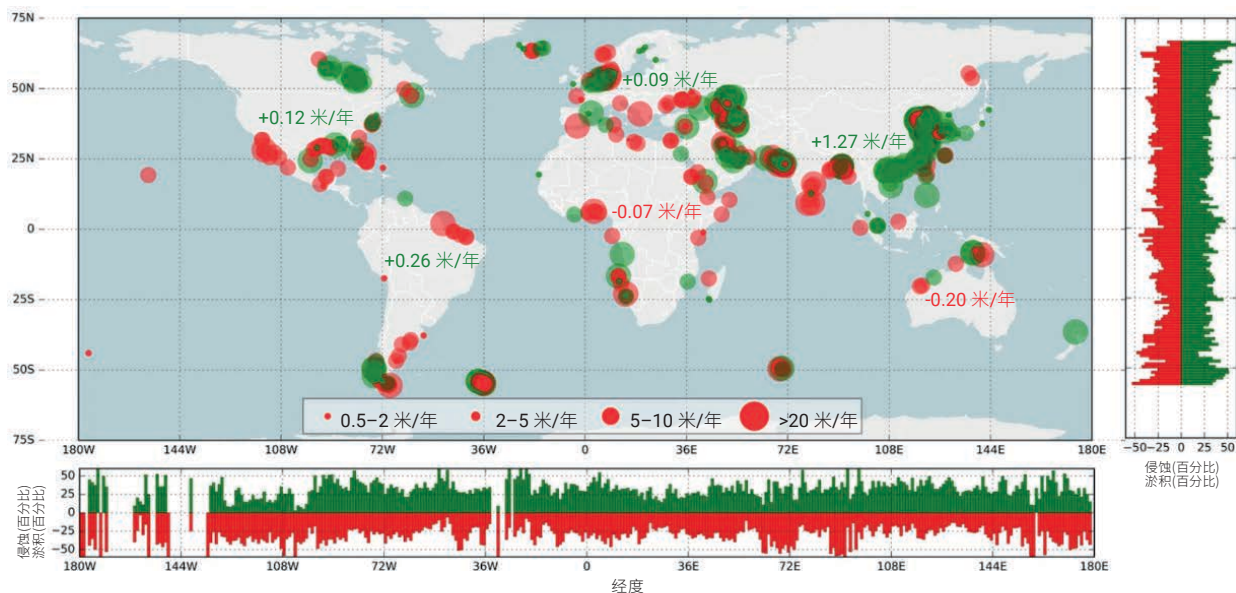 75N
50N
25N
0
25S
50S
75S
+0.12 米/年
+0.09 米/年
+1.27 米/年
-0.07 米/年
+0.26 米/年
-0.20 米/年
0.5–2 米/年
2–5 米/年
5–10 米/年
>20 米/年
180W 144W 108W 72W 36W 0 36E 72E 108E 144E 180E
−50 −25 0 25 50
侵蚀(百分比)
淤积(百分比)
侵蚀(百分比)
淤积(百分比)
50
25
0
−25
−50
180W 144W 108W 72W 36W 0 36E 72E 108E 144E 180E
经度